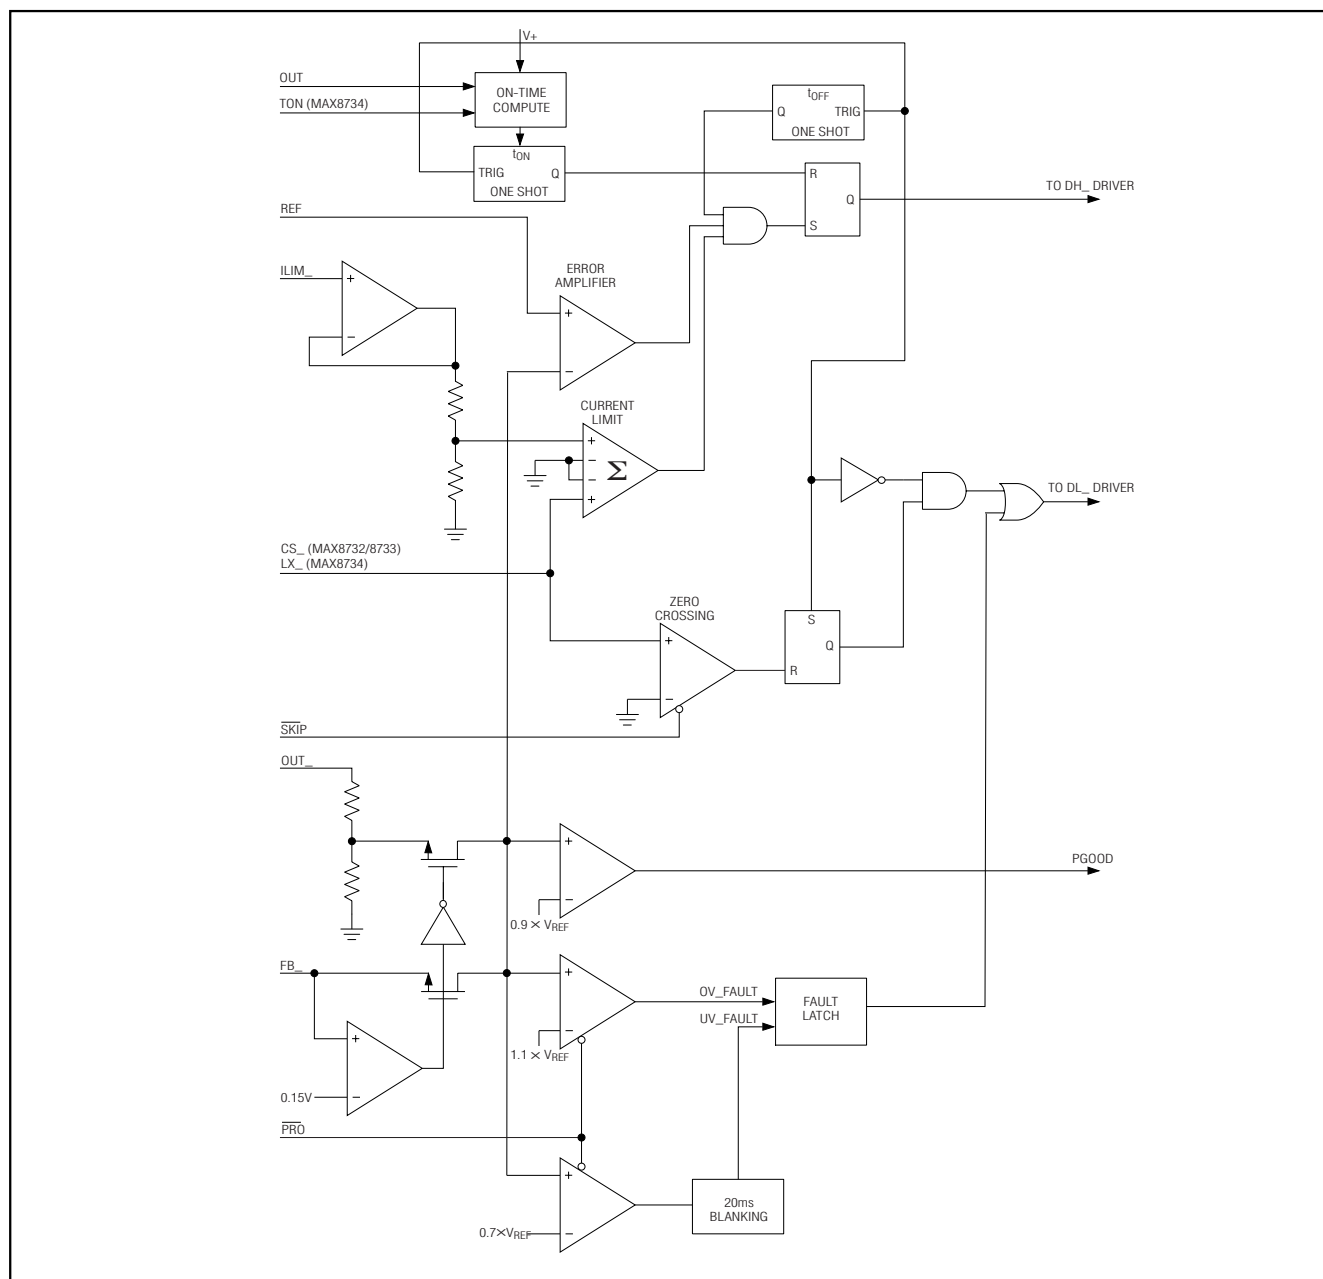 V+
OUT
TON (MAX8734)
ON-TIME
COMPUTE
tOFF
Q TRIG
ONE SHOT
tON
TRIG Q
ONE SHOT
R
Q
S
TO DH_ DRIVER
REF
ILIM_
+
−
ERROR
AMPLIFIER
+
−
CURRENT
LIMIT
+
−
−
+
Σ
TO DL_ DRIVER
CS_ (MAX8732/8733)
LX_ (MAX8734)
ZERO
CROSSING
+
−
S
Q
R
SKIP
OUT_
+
−
0.9 × VREF
PGOOD
FB_
+
−
1.1 × VREF
OV_FAULT
UV_FAULT
FAULT
LATCH
+
−
0.15V
PRO
+
−
0.7×VREF
20ms
BLANKING